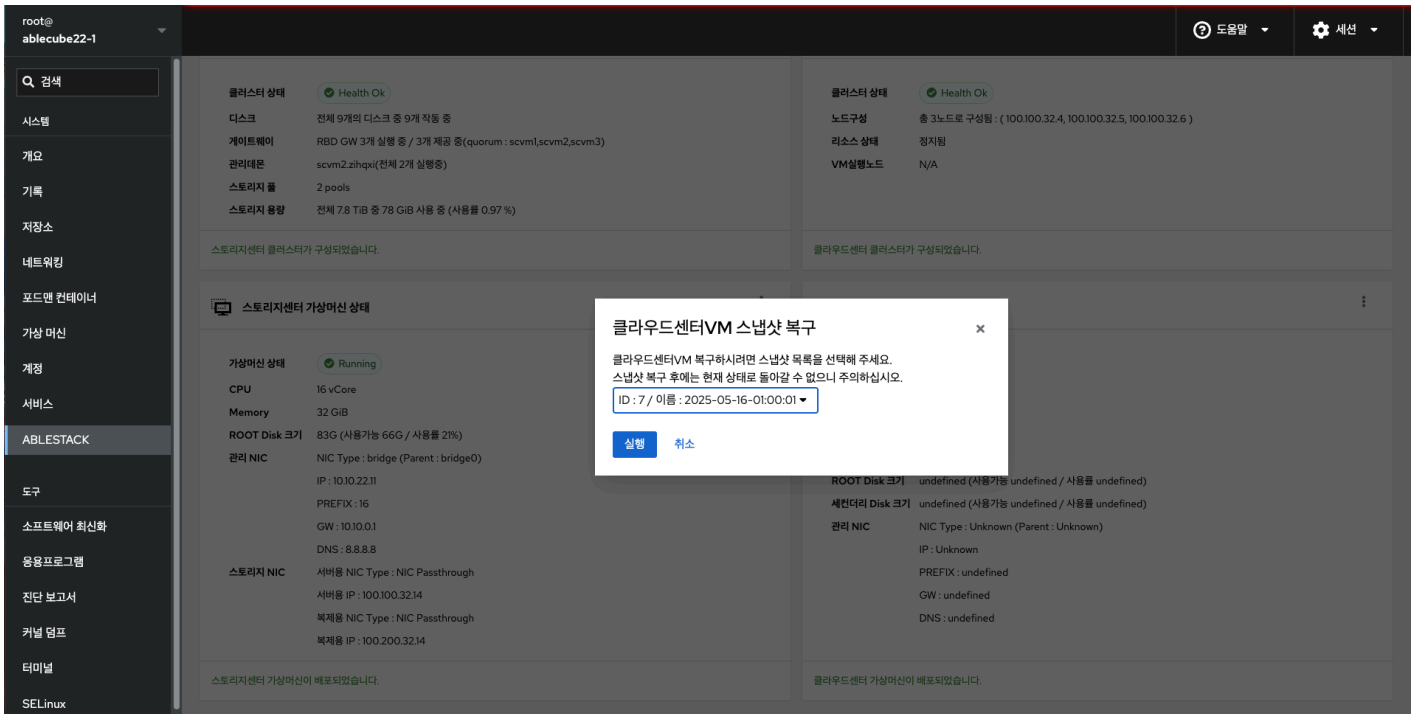 root@
ablecube22-1
도움말
세션
검색
시스템
개요
기록
저장소
네트워킹
포드맨 컨테이너
가상 머신
계정
서비스
ABLESTACK
도구
소프트웨어 최신화
응용프로그램
진단 보고서
커널 덤프
터미널
SELinux
클러스터 상태 Health Ok
디스크 전체 9개의 디스크 중 9개 작동 중
게이트웨이 RBD GW 3개 실행 중 / 3개 제공 중(quorum : scvm1,scvm2,scvm3)
관리데몬 scvm2.zihqxi(전체 2개 실행중)
스토리지 풀 2 pools
스토리지 용량 전체 7.8 TiB 중 78 GiB 사용 중 (사용률 0.97 %)
스토리지센터 클러스터가 구성되었습니다.
클러스터 상태 Health Ok
노드구성 총 3노드로 구성됨 : ( 100.100.32.4, 100.100.32.5, 100.100.32.6 )
리소스 상태 정지됨
VM실행노드 N/A
클라우드센터 클러스터가 구성되었습니다.
스토리지센터 가상머신 상태
가상머신 상태 Running
CPU 16 vCore
Memory 32 GiB
ROOT Disk 크기 83G (사용가능 66G / 사용률 21%)
관리 NIC NIC Type : bridge (Parent : bridge0)
IP : 10.10.22.11
PREFIX : 16
GW : 10.10.0.1
DNS : 8.8.8.8
스토리지 NIC 서버용 NIC Type : NIC Passthrough
서버용 IP : 100.100.32.14
복제용 NIC Type : NIC Passthrough
복제용 IP : 100.200.32.14
스토리지센터 가상머신이 배포되었습니다.
클라우드센터VM 스냅샷 복구
클라우드센터VM 복구하시려면 스냅샷 목록을 선택해 주세요.
스냅샷 복구 후에는 현재 상태로 돌아갈 수 없으니 주의하십시오.
ID : 7 / 이름 : 2025-05-16-01:00:01
실행 취소
ROOT Disk 크기 undefined (사용가능 undefined / 사용률 undefined)
세컨더리 Disk 크기 undefined (사용가능 undefined / 사용률 undefined)
관리 NIC NIC Type : Unknown (Parent : Unknown)
IP : Unknown
PREFIX : undefined
GW : undefined
DNS : undefined
클라우드센터 가상머신이 배포되었습니다.